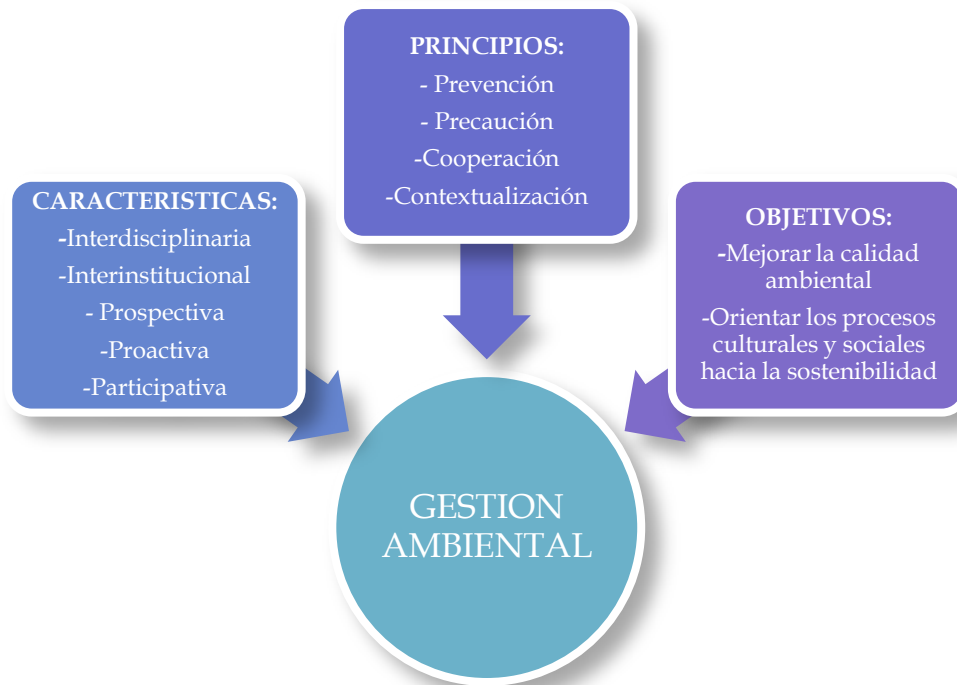 PRINCIPIOS:
- Prevención
- Precaución
-Cooperación
-Contextualización
CARACTERISTICAS:
-Interdisciplinaria
-Interinstitucional
- Prospectiva
-Proactiva
-Participativa
OBJETIVOS:
-Mejorar la calidad
ambiental
-Orientar los procesos
culturales y sociales
hacia la sostenibilidad
GESTION
AMBIENTAL